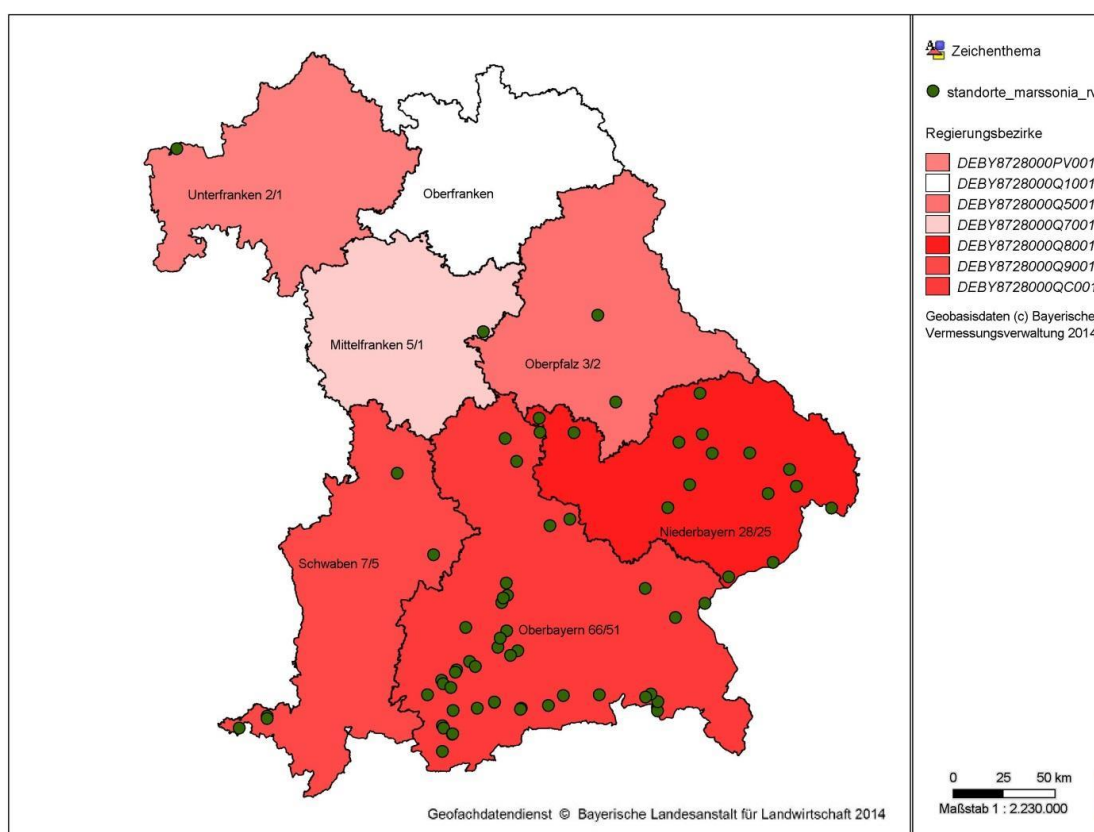 Unterfranken 2/1
Oberfranken
Mittelfranken 5/1
Oberpfalz 3/2
Niederbayern 28/25
Schwaben 7/5
Oberbayern 66/51
Geofachdatendienst © Bayerische Landesanstalt für Landwirtschaft 2014
Zeichenthema
standorte_marssonia_rv
Regierungsbezirke
DEBY8728000PV001
DEBY8728000Q1001
DEBY8728000Q5001
DEBY8728000Q7001
DEBY8728000Q8001
DEBY8728000Q9001
DEBY8728000QC001
Geobasisdaten (c) Bayerische
Vermessungsverwaltung 2014
0 25 50 km
Maßstab 1 : 2.230.000